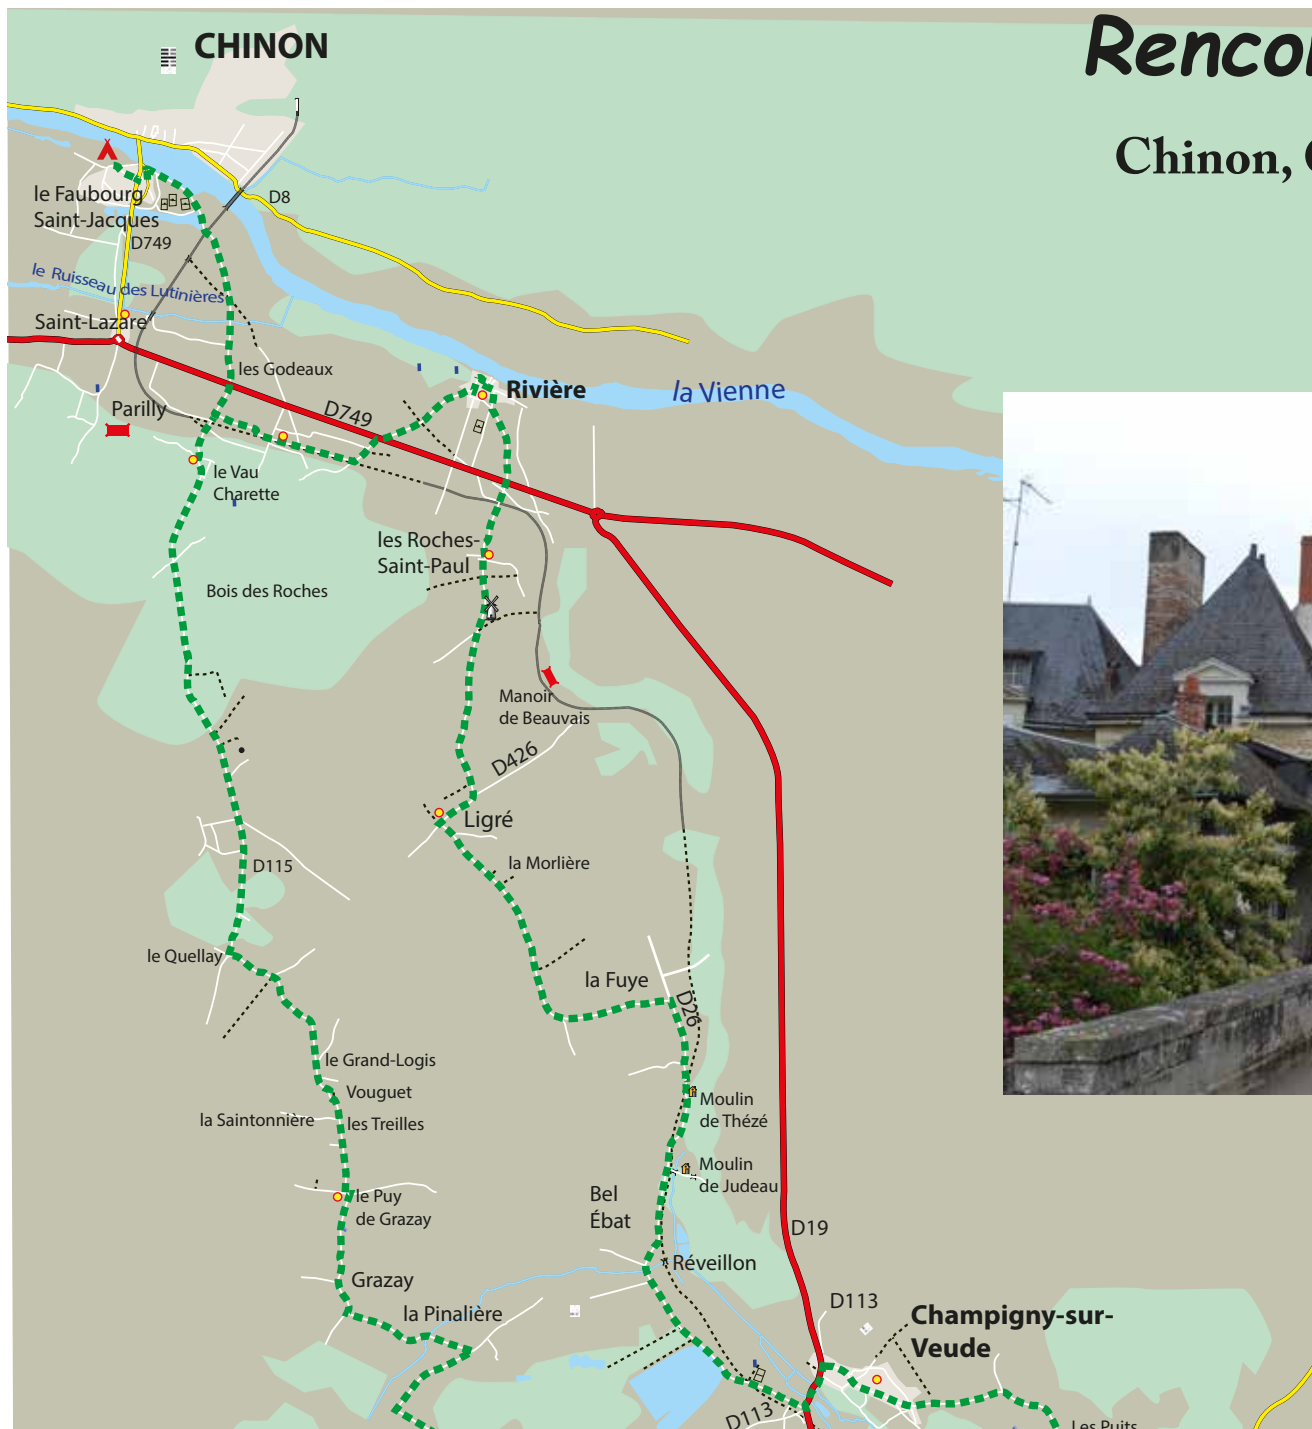 CHINON
Renco
Chinon,
le Faubourg
Saint-Jacques
D8
D749
le Ruisseau des Lutinières
Saint-Lazare
les Godeaux
Rivière
la Vienne
Parilly
D749
le Vau
Charette
les Roches-
Saint-Paul
Bois des Roches
Manoir
de Beauvais
D426
Ligré
la Morlière
D115
le Quellay
la Fuye
D26
le Grand-Logis
Vouguet
la Saintonnière
les Treilles
Moulin
de Thézé
Moulin
de Judeau
le Puy
de Grazay
Bel
Ébat
D19
Réveillon
Grazay
la Pinalière
D113
Champigny-sur-
Veude
D113
Les Puits